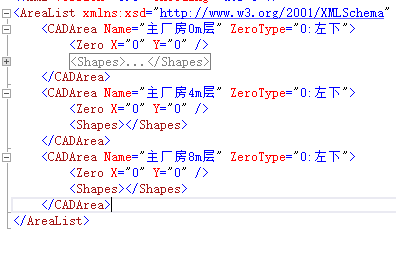 <AreaList xmlns:xsd="http://www.w3.org/2001/XMLSchema"
<CADArea Name="主厂房0m层" ZeroType="0:左下">
<Zero X="0" Y="0" />
<Shapes>...</Shapes>
</CADArea>
<CADArea Name="主厂房4m层" ZeroType="0:左下">
<Zero X="0" Y="0" />
<Shapes></Shapes>
</CADArea>
<CADArea Name="主厂房8m层" ZeroType="0:左下">
<Zero X="0" Y="0" />
<Shapes></Shapes>
</CADArea>
</AreaList>